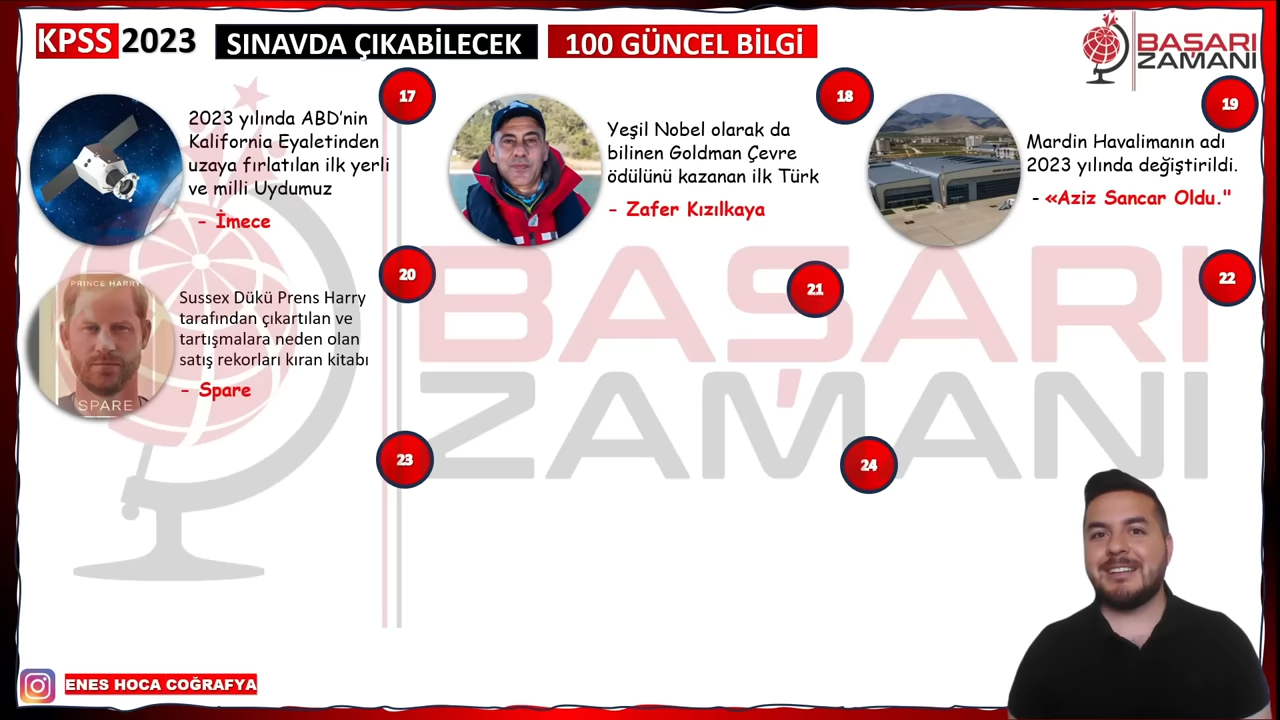 KPSS 2023 SINAVDA ÇIKABİLECEK 100 GÜNCEL BİLGİ
BAŞARI
ZAMANI
17
2023 yılında ABD'nin
Kalifornia Eyaletinden
uzaya fırlatılan ilk yerli
ve milli Uydumuz
- İmece
18
Yeşil Nobel olarak da
bilinen Goldman Çevre
ödülünü kazanan ilk Türk
- Zafer Kızılkaya
19
Mardin Havalimanın adı
2023 yılında değiştirildi.
- «Aziz Sancar Oldu."
20
PRINCE HARRY
SPARE
Sussex Dükü Prens Harry
tarafından çıkartılan ve
tartışmalara neden olan
satış rekorları kıran kitabı
- Spare
21
22
BAŞARI
ZAMANI
23
24
ENES HOCA COĞRAFYA